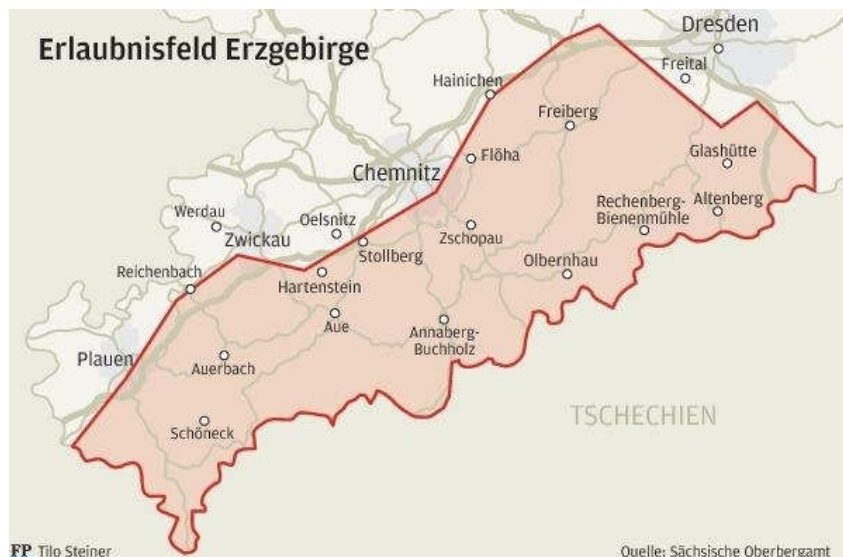 Erlaubnisfeld Erzgebirge
Dresden
Freital
Hainichen
Freiberg
Flöha
Glashütte
Chemnitz
Rechenberg-
Bienenmühle
Altenberg
Werdau
Oelsnitz
Zwickau
Zschopau
Stollberg
Olbernhau
Reichenbach
Hartenstein
Aue
Annaberg-
Buchholz
Plauen
Auerbach
TSCHECHIEN
Schöneck
FP Tilo Steiner
Quelle: Sächsische Oberbergamt